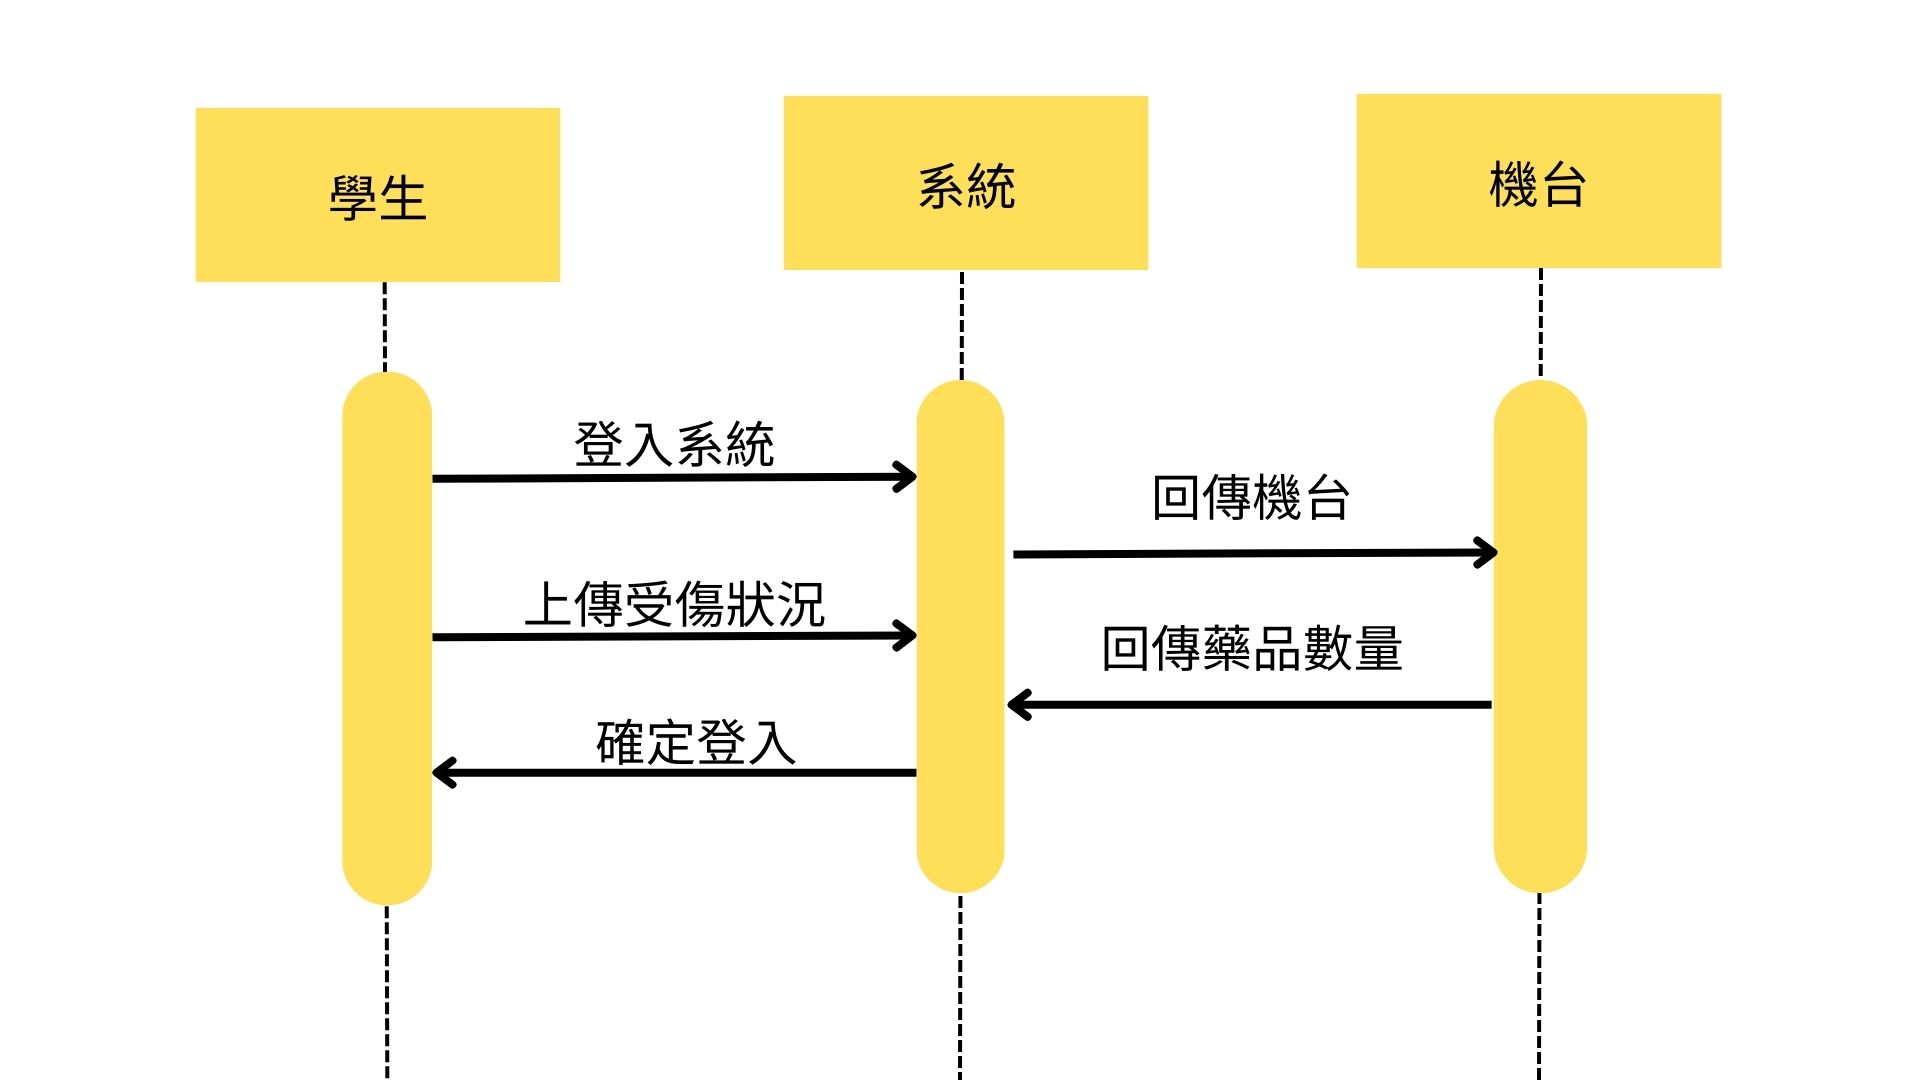 學生
系統
機台
登入系統
回傳機台
上傳受傷狀況
回傳藥品數量
確定登入